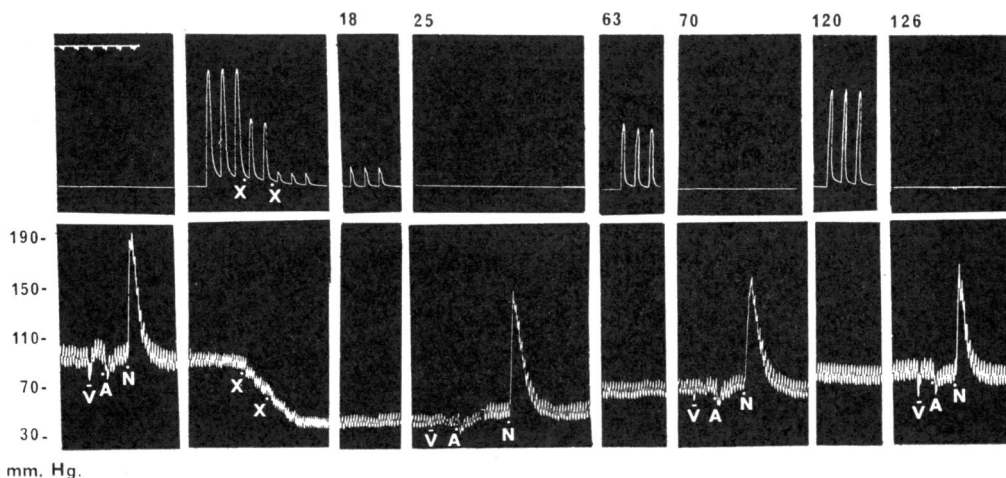 18 25 63 70 120 126
X X
190-
150-
110-
70-
30-
V A N X X V A N V A N V A N
mm. Hg.